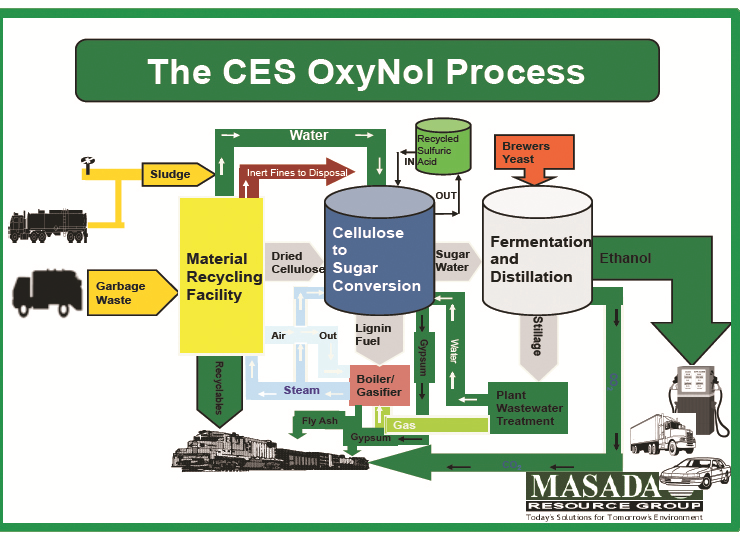 The CES OxyNol Process
Water
Recycled
Sulfuric
Acid
IN
OUT
Brewers
Yeast
Sludge
Inert Fines to Disposal
Garbage
Waste
Material
Recycling
Facility
Dried
Cellulose
Cellulose
to
Sugar
Conversion
Sugar
Water
Fermentation
and
Distillation
Ethanol
Air
Out
Lignin
Fuel
Gypsum
Water
Stillage
Recyclables
Steam
Boiler/
Gasifier
Plant
Wastewater
Treatment
Fly Ash
Gas
Gypsum
CO2
MASADA
RESOURCE GROUP
Today's Solutions for Tomorrow's Environment